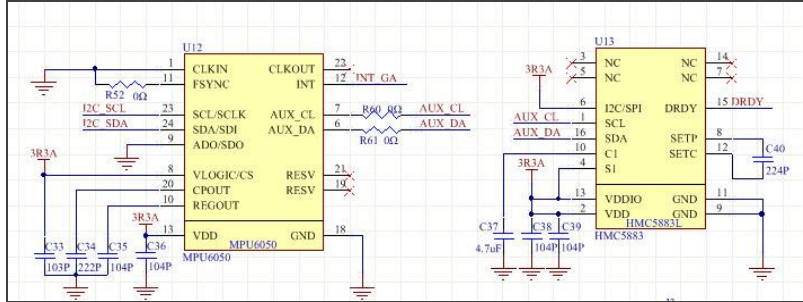 U12
1 CLKIN CLKOUT 22
11 FSYNC INT 12 INT_GA
R52 0Ω
I2C_SCL 23 SCL/SCLK AUX_CL 7 R60 0Ω AUX_CL
I2C_SDA 24 SDA/SDI AUX_DA 6 R61 0Ω AUX_DA
9 ADO/SDO
3R3A
8 VLOGIC/CS RESV 21
20 CPOUT RESV 19
10 REGOUT
3R3A
13 VDD GND 18
MPU6050
MPU6050
C33 103P
C34 222P
C35 104P
C36 104P
U13
3 NC NC 14
5 NC NC 7
3R3A
6 I2C/SPI DRDY 15 DRDY
AUX_CL 1 SCL
AUX_DA 16 SDA SETP 8
10 C1 SETC 12
C40 224P
3R3A
4 S1
13 VDDIO GND 11
2 VDD GND 9
HMC5883L
HMC5883
C37 4.7uF
C38 104P
C39 104P